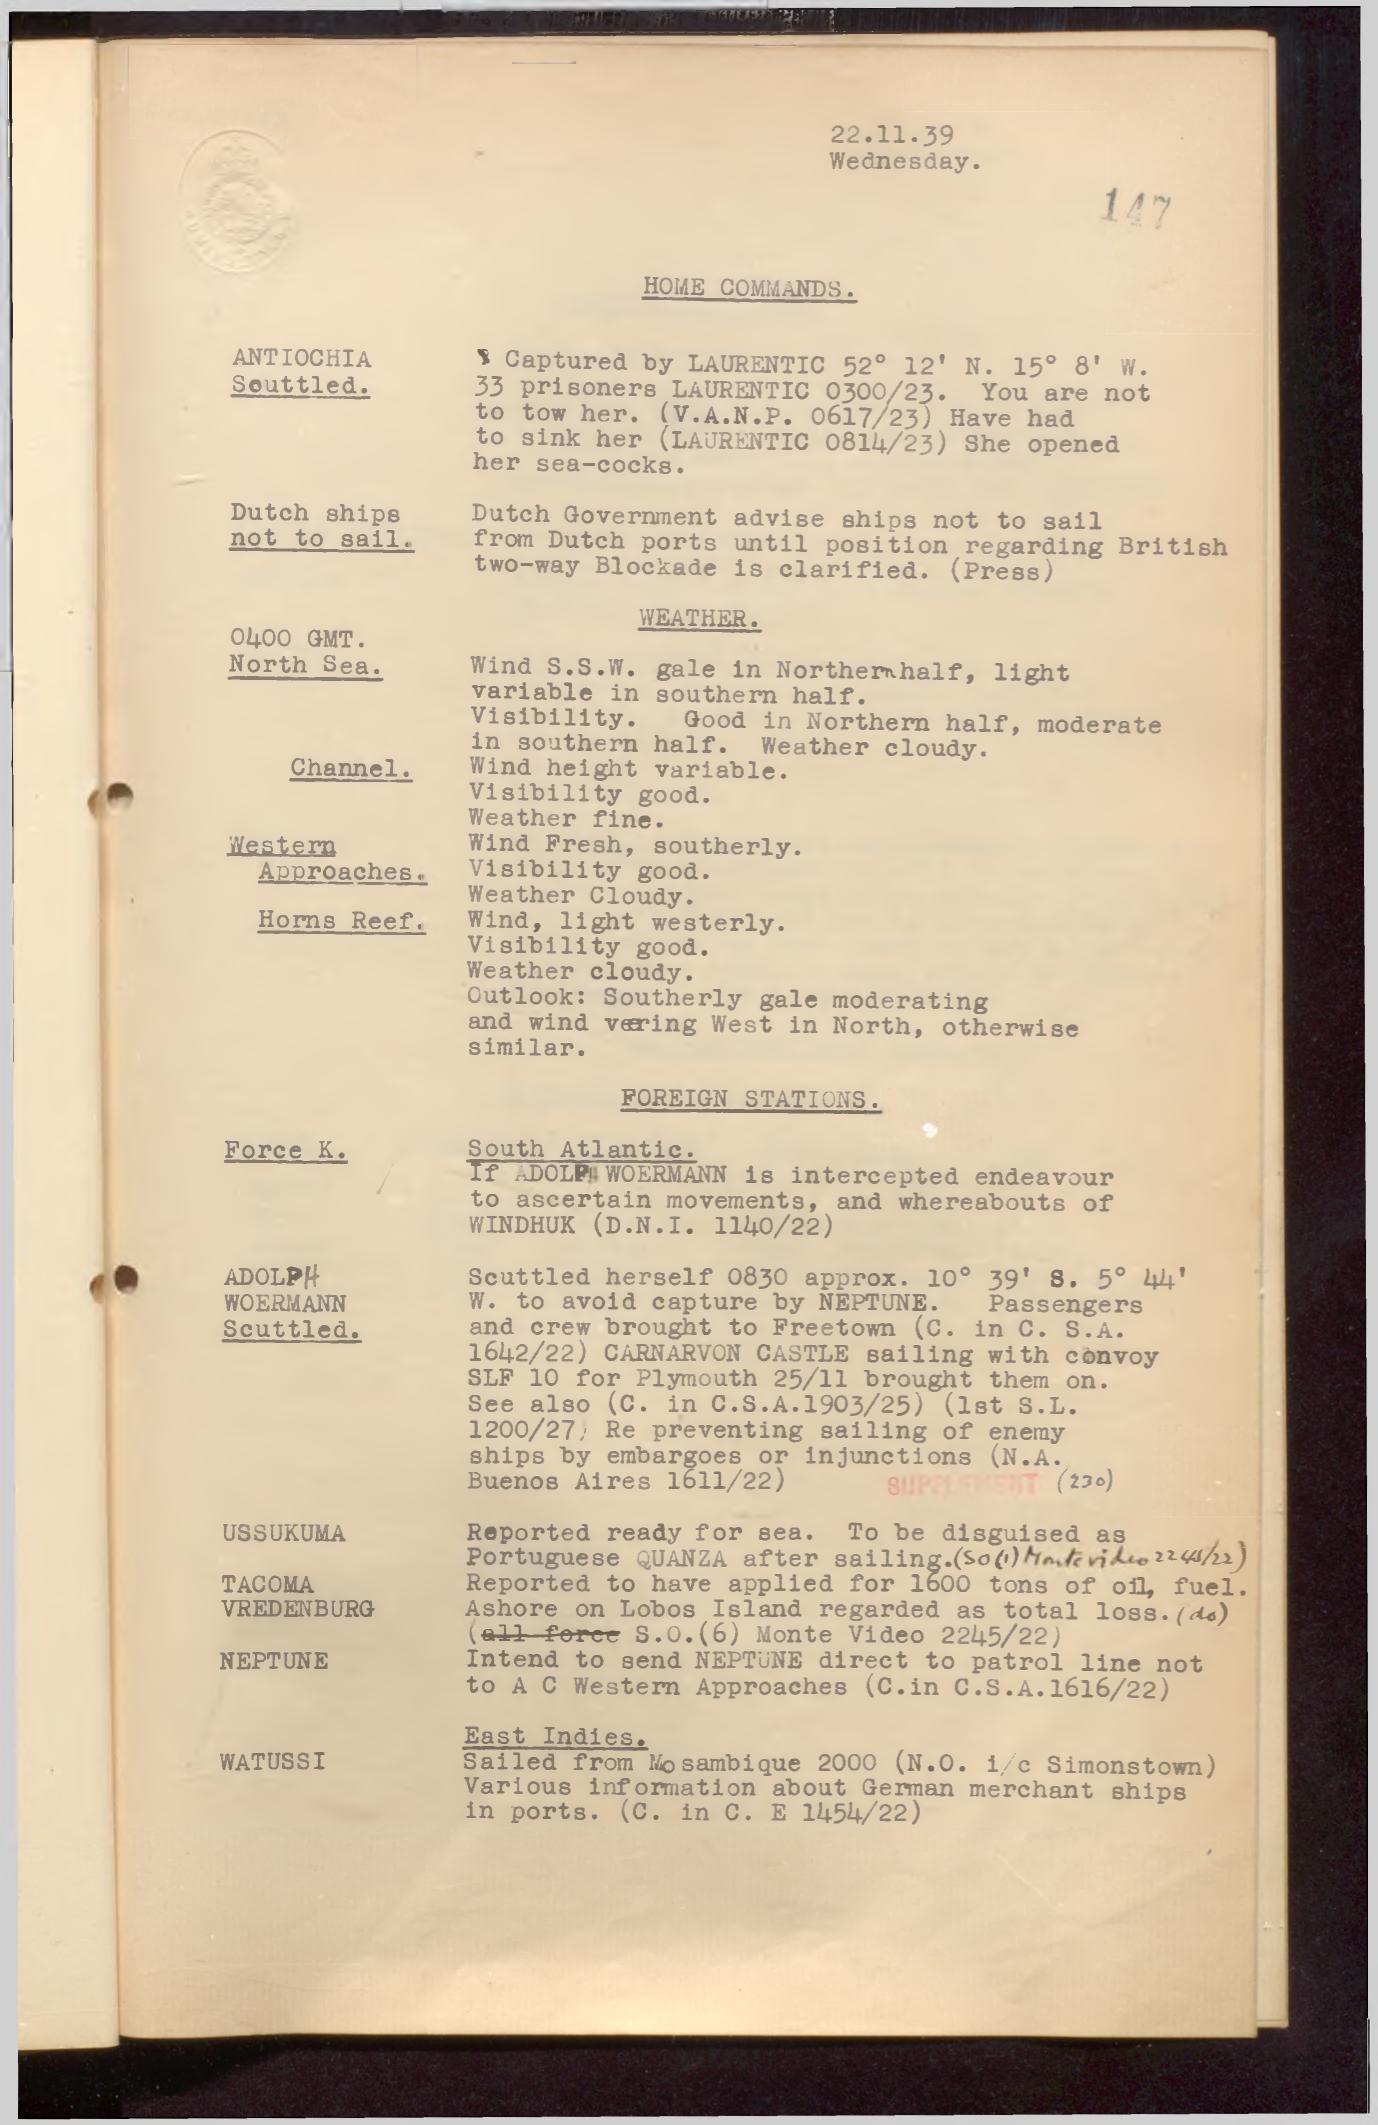 22.11.39
Wednesday.
147
HOME COMMANDS.
ANTIOCHIA
Scuttled.
Captured by LAURENTIC 52° 12' N. 15° 8' W.
33 prisoners LAURENTIC 0300/23. You are not
to tow her. (V.A.N.P. 0617/23) Have had
to sink her (LAURENTIC 0814/23) She opened
her sea-cocks.
Dutch ships
not to sail.
Dutch Government advise ships not to sail
from Dutch ports until position regarding British
two-way Blockade is clarified. (Press)
WEATHER.
0400 GMT.
North Sea.
Wind S.S.W. gale in Northern half, light
variable in southern half.
Visibility. Good in Northern half, moderate
in southern half. Weather cloudy.
Channel.
Wind height variable.
Visibility good.
Weather fine.
Western
Approaches.
Wind Fresh, southerly.
Visibility good.
Weather Cloudy.
Horns Reef.
Wind, light westerly.
Visibility good.
Weather cloudy.
Outlook: Southerly gale moderating
and wind veering West in North, otherwise
similar.
FOREIGN STATIONS.
Force K.
South Atlantic.
If ADOLPH WOERMANN is intercepted endeavour
to ascertain movements, and whereabouts of
WINDHUK (D.N.I. 1140/22)
ADOLPH
WOERMANN
Scuttled.
Scuttled herself 0830 approx. 10° 39' S. 5° 44'
W. to avoid capture by NEPTUNE. Passengers
and crew brought to Freetown (C. in C. S.A.
1642/22) CARNARVON CASTLE sailing with convoy
SLF 10 for Plymouth 25/11 brought them on.
See also (C. in C.S.A.1903/25) (1st S.L.
1200/27) Re preventing sailing of enemy
ships by embargoes or injunctions (N.A.
Buenos Aires 1611/22) SUPPLEMENT (230)
USSUKUMA
Reported ready for sea. To be disguised as
Portuguese QUANZA after sailing. (SO(1) Montevideo 2245/22)
TACOMA
Reported to have applied for 1600 tons of oil, fuel.
VREDENBURG
Ashore on Lobos Island regarded as total loss. (do)
(all force S.O.(6) Monte Video 2245/22)
NEPTUNE
Intend to send NEPTUNE direct to patrol line not
to A C Western Approaches (C.in C.S.A.1616/22)
East Indies.
WATUSSI
Sailed from Mosambique 2000 (N.O. i/c Simonstown)
Various information about German merchant ships
in ports. (C. in C. E 1454/22)